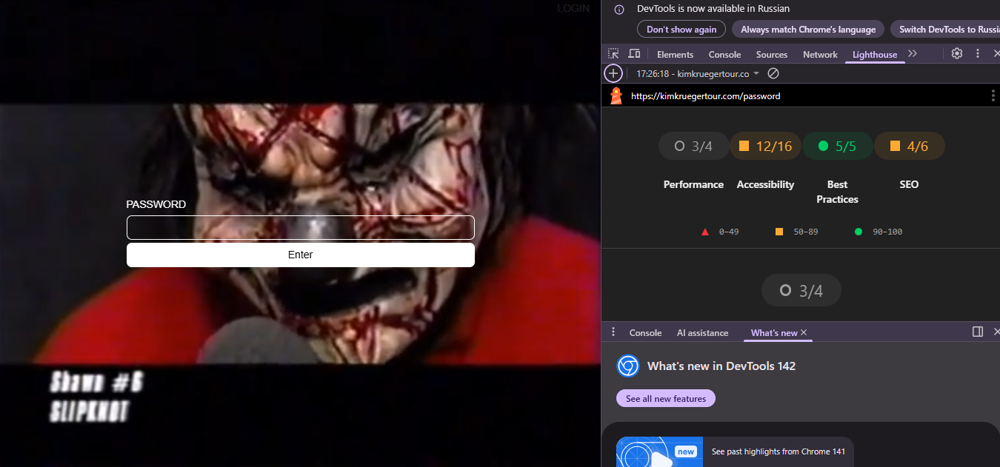 LOGIN
PASSWORD
Enter
Shawn #6
SLIPKNOT
DevTools is now available in Russian
Don't show again
Always match Chrome's language
Switch DevTools to
Elements
Console
Sources
Network
Lighthouse
17:26:18 - kimkruegertour.co
https://kimkruegertour.com/password
3/4
12/16
5/5
4/6
Performance
Accessibility
Best
Practices
SEO
0–49
50–89
90–100
3/4
Console
AI assistance
What's new
What's new in DevTools 142
See all new features
new
See past highlights from Chrome 141